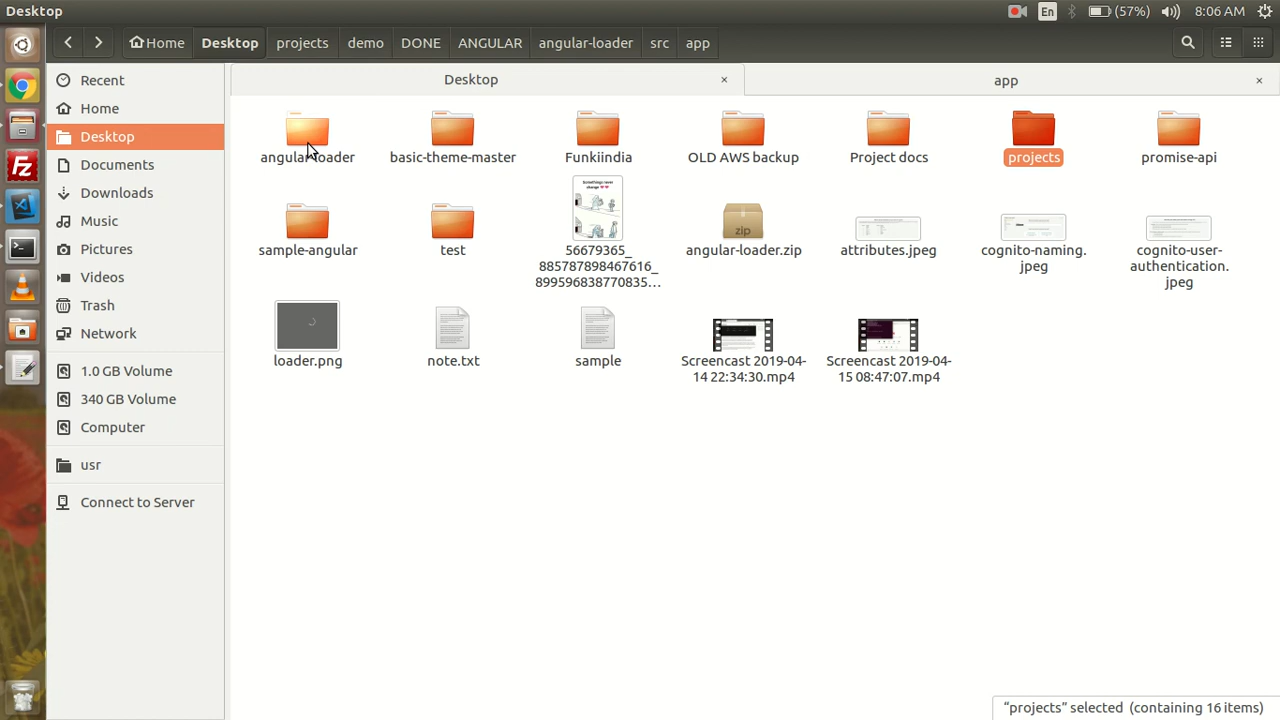 Desktop
En
(57%)
8:06 AM
Home
Desktop
projects
demo
DONE
ANGULAR
angular-loader
src
app
Recent
Home
Desktop
Documents
Downloads
Music
Pictures
Videos
Trash
Network
1.0 GB Volume
340 GB Volume
Computer
usr
Connect to Server
Desktop
×
app
×
angular-loader
basic-theme-master
Funkiindia
OLD AWS backup
Project docs
projects
promise-api
sample-angular
test
Somethings never
change
56679365_
885787898467616_
899596838770835...
zip
angular-loader.zip
attributes.jpeg
cognito-naming.
jpeg
cognito-user-
authentication.
jpeg
loader.png
note.txt
sample
Screencast 2019-04-
14 22:34:30.mp4
Screencast 2019-04-
15 08:47:07.mp4
Fz
"projects" selected (containing 16 items)